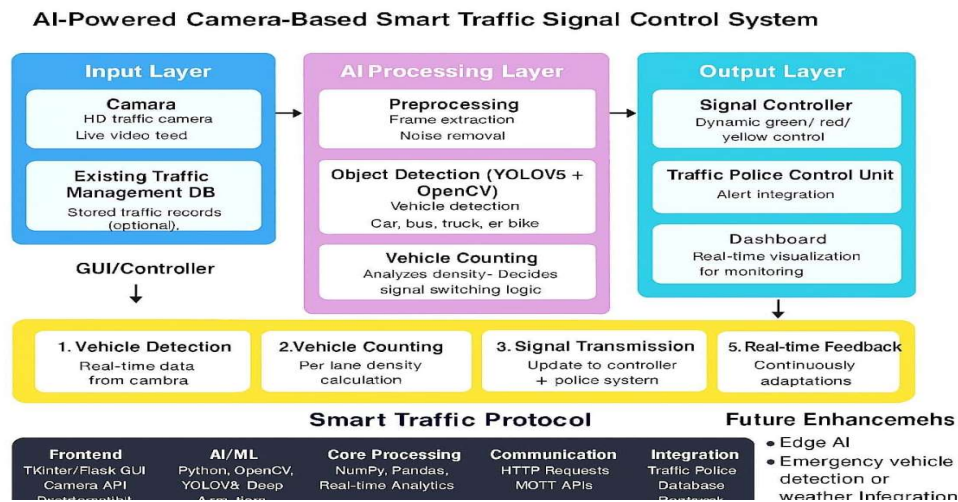 AI-Powered Camera-Based Smart Traffic Signal Control System
Input Layer
Camara
HD traffic camera
Live video teed
Existing Traffic
Management DB
Stored traffic records
(optional),
GUI/Controller
AI Processing Layer
Preprocessing
Frame extraction
Noise removal
Object Detection (YOLOV5 +
OpenCV)
Vehicle detection
Car, bus, truck, er bike
Vehicle Counting
Analyzes density- Decides
signal switching logic
Output Layer
Signal Controller
Dynamic green/ red/
yellow control
Traffic Police Control Unit
Alert integration
Dashboard
Real-time visualization
for monitoring
1. Vehicle Detection
Real-time data
from cambra
2.Vehicle Counting
Per lane density
calculation
3. Signal Transmission
Update to controller
+ police system
5. Real-time Feedback
Continuously
adaptations
Smart Traffic Protocol
Frontend
TKinter/Flask GUI
Camera API
AI/ML
Python, OpenCV,
YOLOV& Deep
Core Processing
NumPy, Pandas,
Real-time Analytics
Communication
HTTP Requests
MOTT APIs
Integration
Traffic Police
Database
Future Enhancemehs
• Edge AI
• Emergency vehicle
detection or
weather Integration